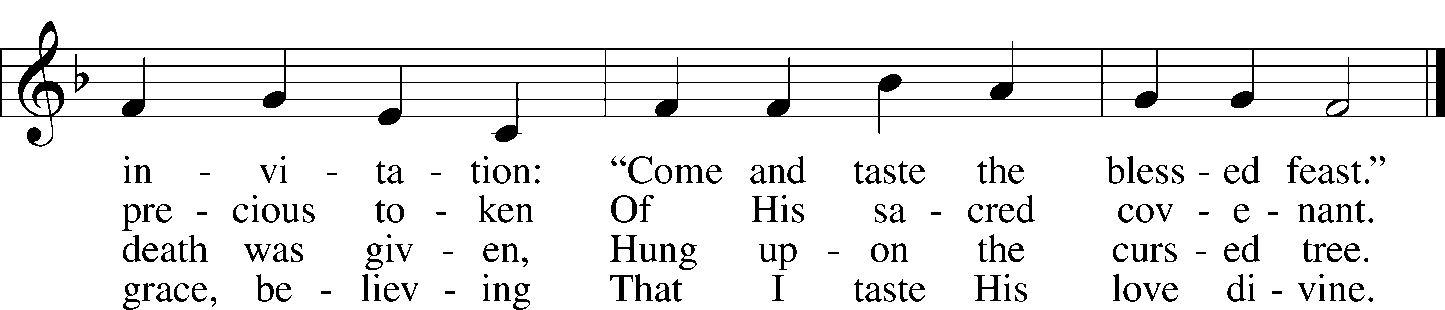 in - vi - ta - tion: “Come and taste the bless - ed feast.”
pre - cious to - ken Of His sa - cred cov - e - nant.
death was giv - en, Hung up - on the curs - ed tree.
grace, be - liev - ing That I taste His love di - vine.